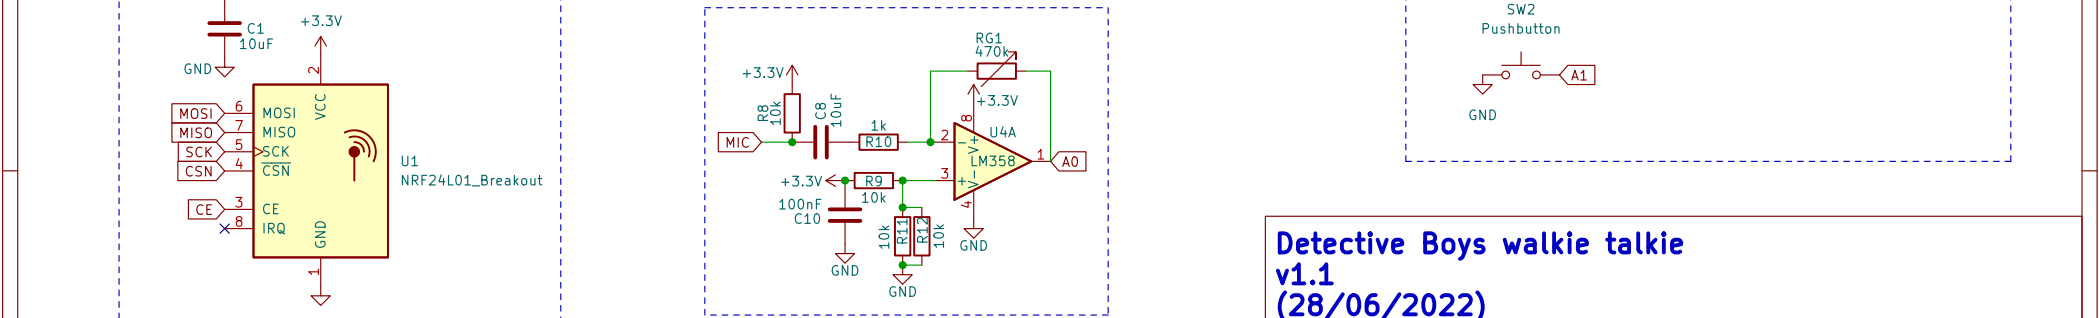 C1
10uF
GND
+3.3V
2
VCC
MOSI 6 MOSI
MISO 7 MISO
SCK 5 SCK
CSN 4 CSN
CE 3 CE
8 IRQ
GND
1
U1
NRF24L01_Breakout
RG1
470k
+3.3V
R8
10k
C8
10uF
+3.3V
8
MIC
1k
R10
2
U4A
- V+
LM358
1 A0
+3.3V
R9
10k
3
+ V-
4
GND
100nF
C10
GND
10k
R11
R12
10k
GND
SW2
Pushbutton
A1
GND
Detective Boys walkie talkie
v1.1
(28/06/2022)